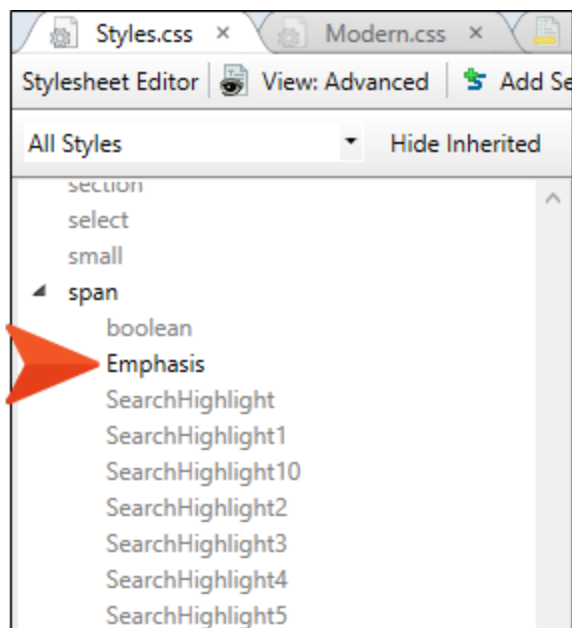 Styles.css × Modern.css ×
Stylesheet Editor View: Advanced Add Se
All Styles Hide Inherited
section
select
small
span
boolean
Emphasis
SearchHighlight
SearchHighlight1
SearchHighlight10
SearchHighlight2
SearchHighlight3
SearchHighlight4
SearchHighlight5